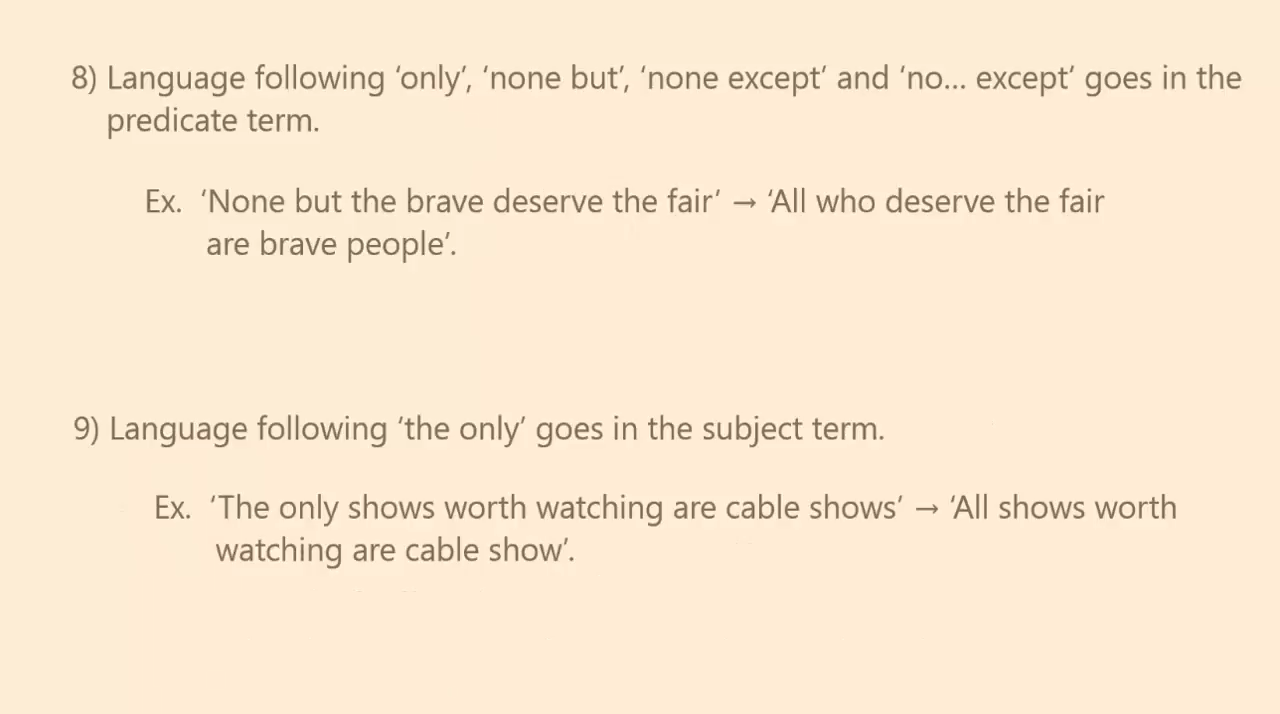 8) Language following ‘only’, ‘none but’, ‘none except’ and ‘no... except’ goes in the
predicate term.
Ex. ‘None but the brave deserve the fair’ → ‘All who deserve the fair
are brave people’.
9) Language following ‘the only’ goes in the subject term.
Ex. ‘The only shows worth watching are cable shows’ → ‘All shows worth
watching are cable show’.